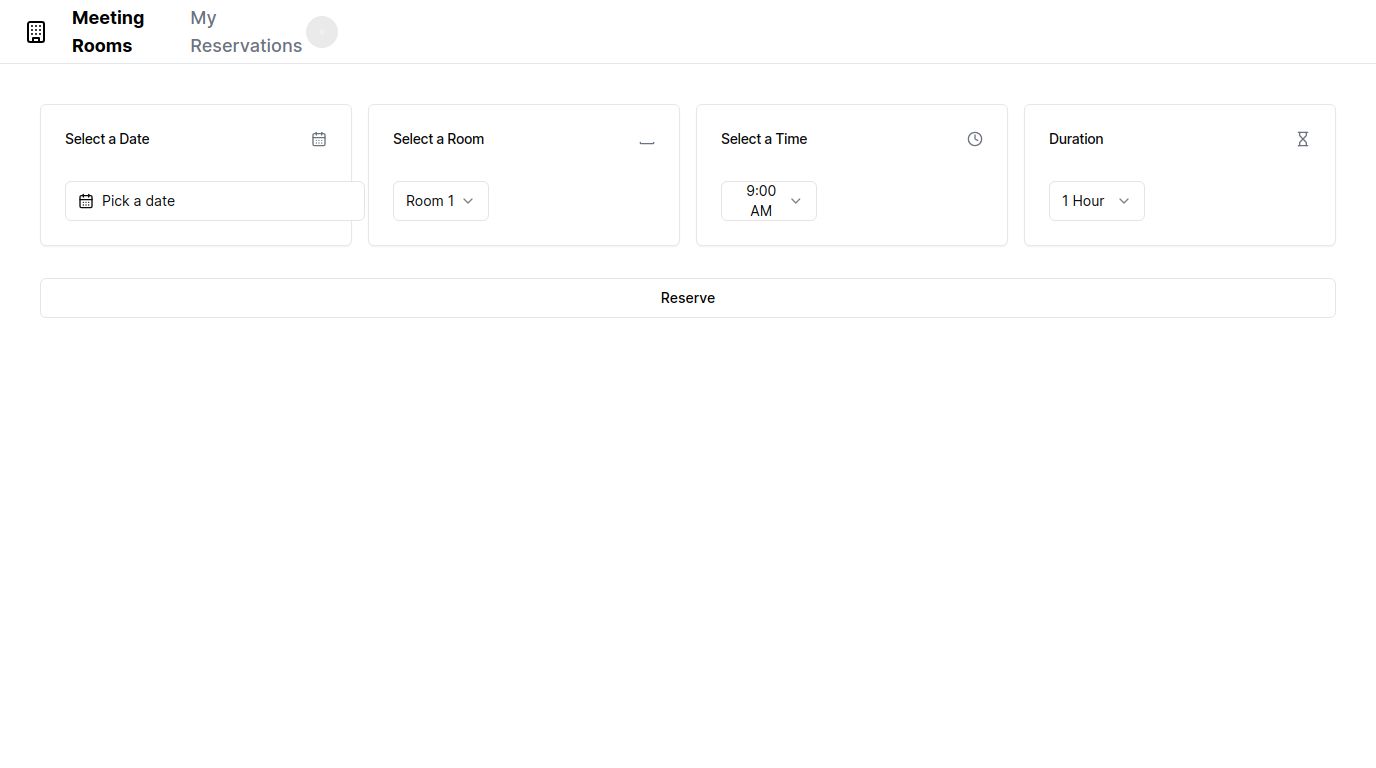 Meeting
Rooms
My
Reservations
Select a Date
Select a Room
Select a Time
Duration
Pick a date
Room 1
9:00
AM
1 Hour
Reserve